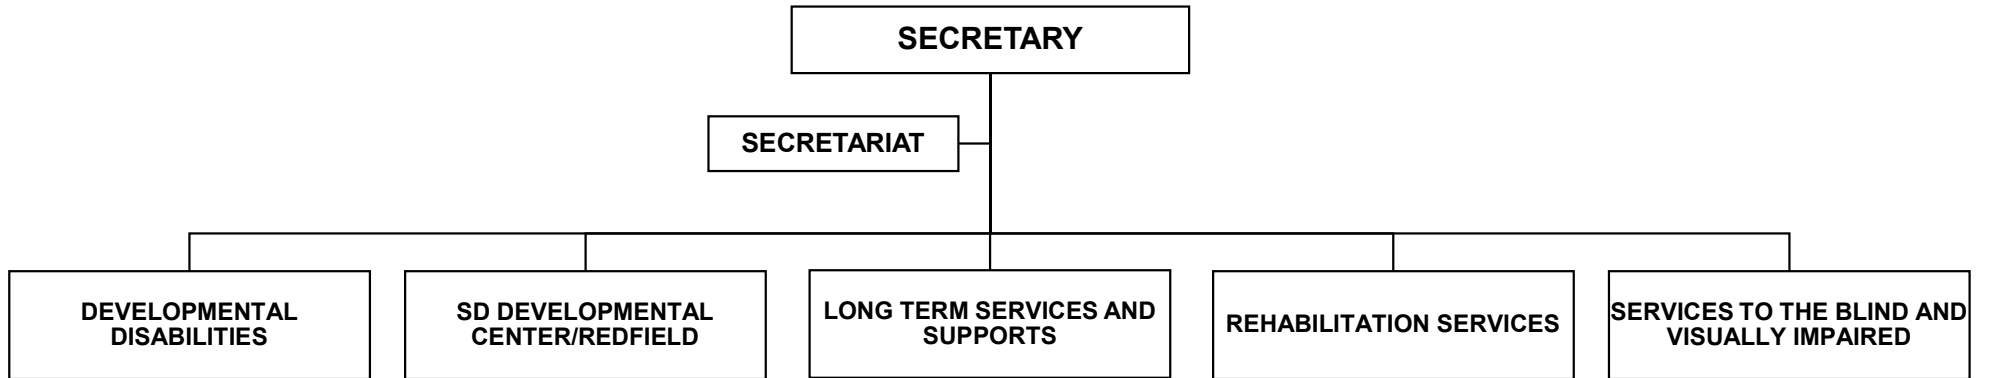 SECRETARY
SECRETARIAT
DEVELOPMENTAL
DISABILITIES
SD DEVELOPMENTAL
CENTER/REDFIELD
LONG TERM SERVICES AND
SUPPORTS
REHABILITATION SERVICES
SERVICES TO THE BLIND AND
VISUALLY IMPAIRED